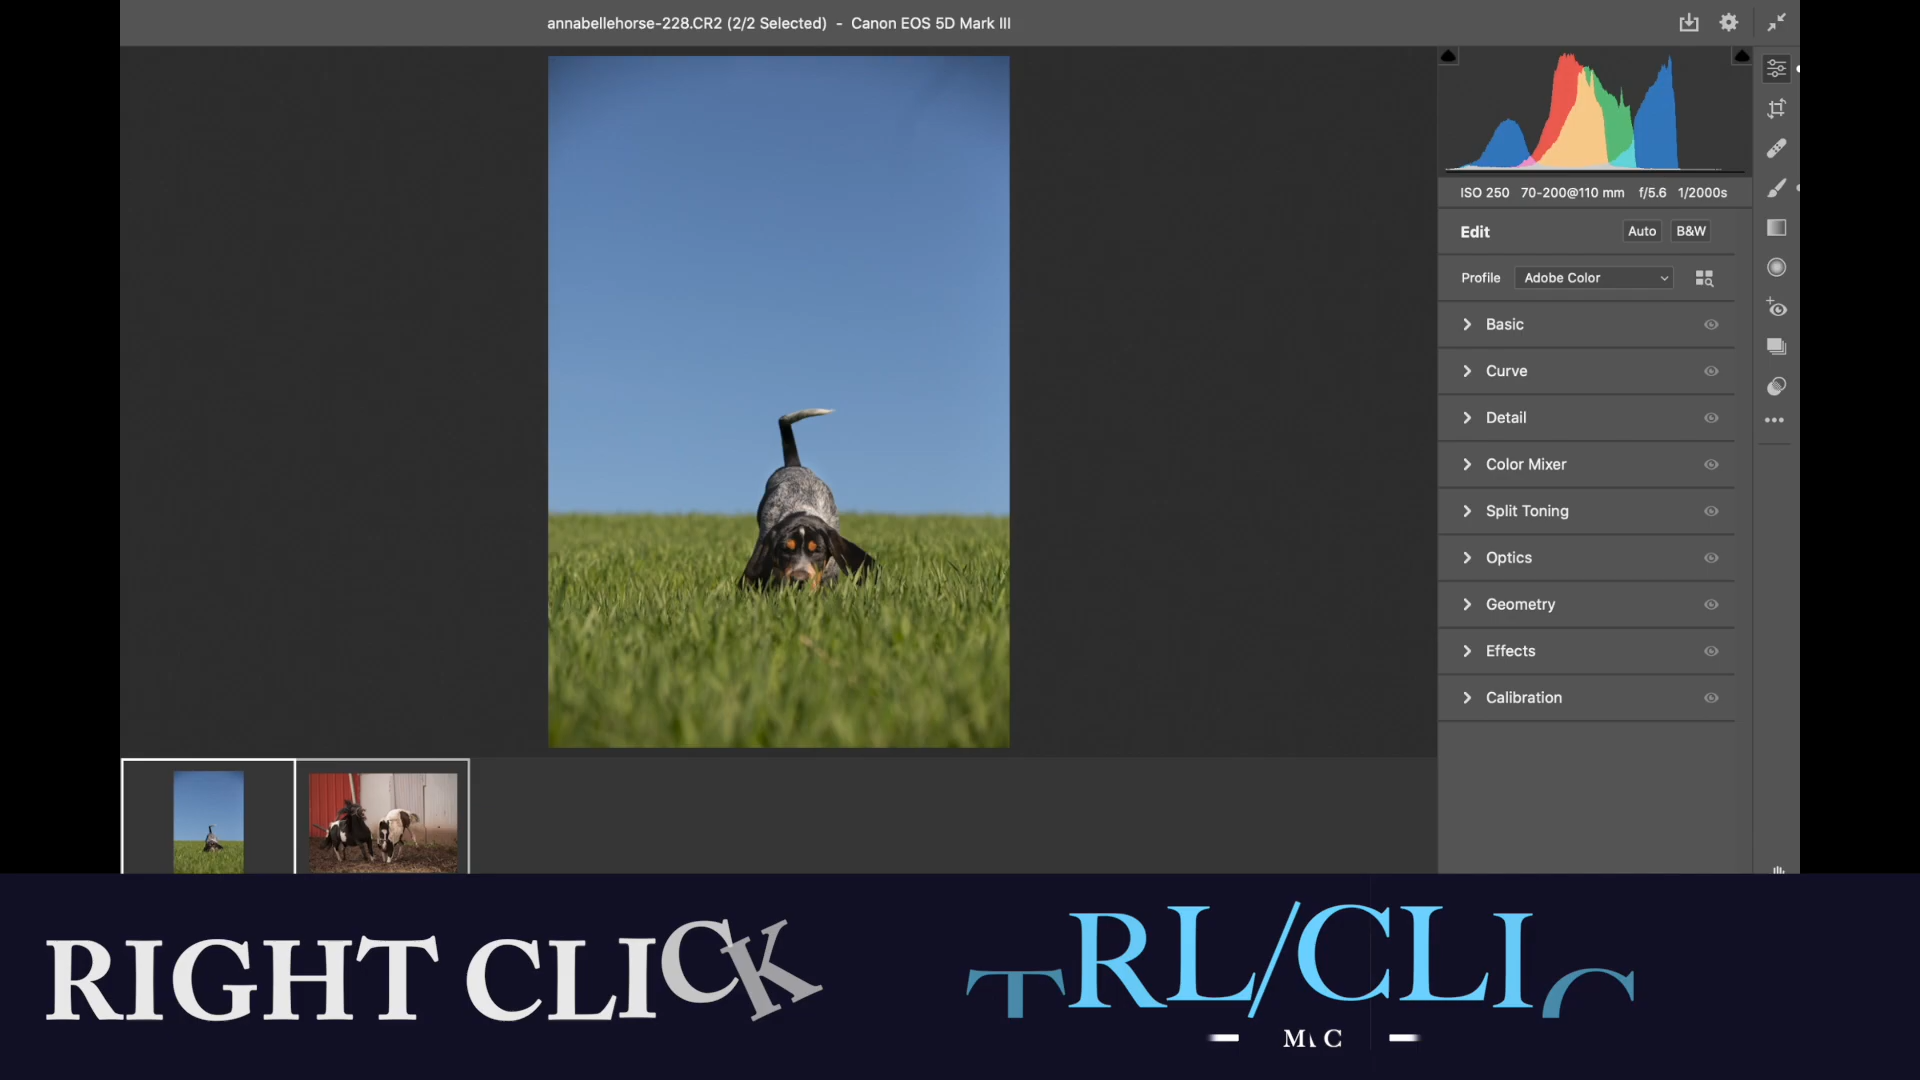 annabellehorse-228.CR2 (2/2 Selected) - Canon EOS 5D Mark III
ISO 250 70-200@110 mm f/5.6 1/2000s
Edit Auto B&W
Profile Adobe Color
Basic
Curve
Detail
Color Mixer
Split Toning
Optics
Geometry
Effects
Calibration
RIGHT CLICK
TRL/CLIC